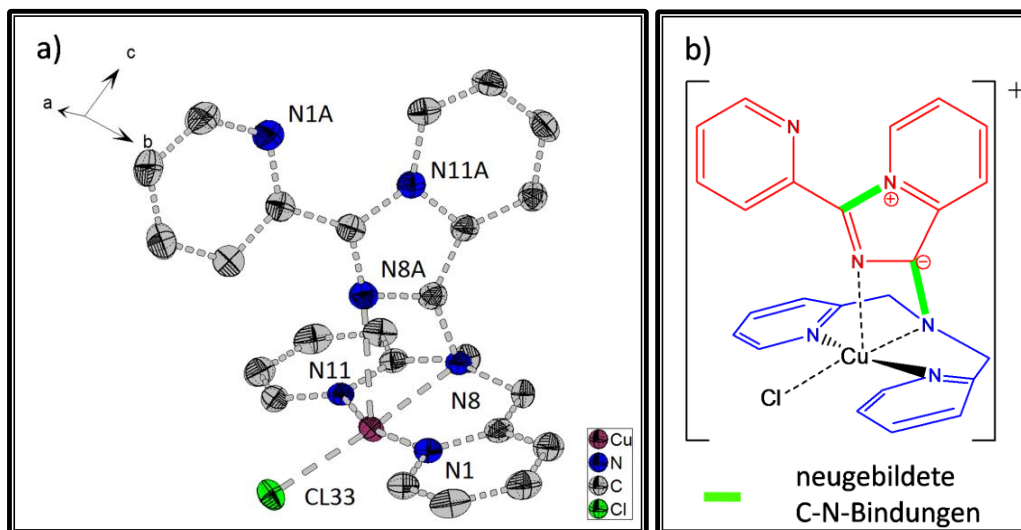 a)
c
a
b
N1A
N11A
N8A
N11
N8
N1
CL33
Cu
N
C
Cl
b)
+
N
N
⊕
N
⊖
N
N
Cu
N
Cl
neugebildete
C-N-Bindungen